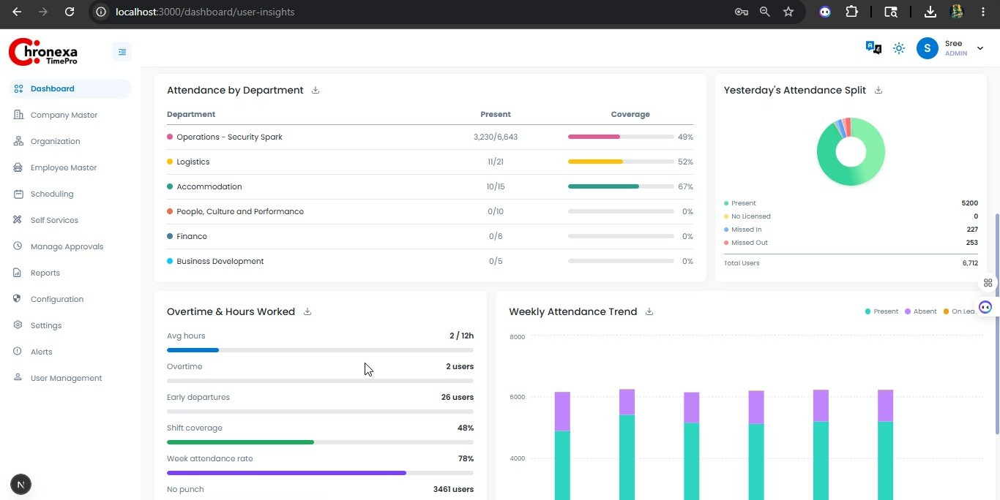 localhost:3000/dashboard/user-insights
Chronexa
TimePro
Sree
ADMIN
S
Dashboard
Company Master
Organization
Employee Master
Scheduling
Self Services
Manage Approvals
Reports
Configuration
Settings
Alerts
User Management
N
Attendance by Department
Department Present Coverage
Operations - Security Spark 3,230/6,643 49%
Logistics 11/21 52%
Accommodation 10/15 67%
People, Culture and Performance 0/10 0%
Finance 0/6 0%
Business Development 0/5 0%
Yesterday's Attendance Split
Present 5200
No Licensed 0
Missed In 227
Missed Out 253
Total Users 6,712
Overtime & Hours Worked
Avg hours 2 / 12h
Overtime 2 users
Early departures 26 users
Shift coverage 48%
Week attendance rate 78%
No punch 3461 users
Weekly Attendance Trend
Present Absent On Lea
8000
6000
4000